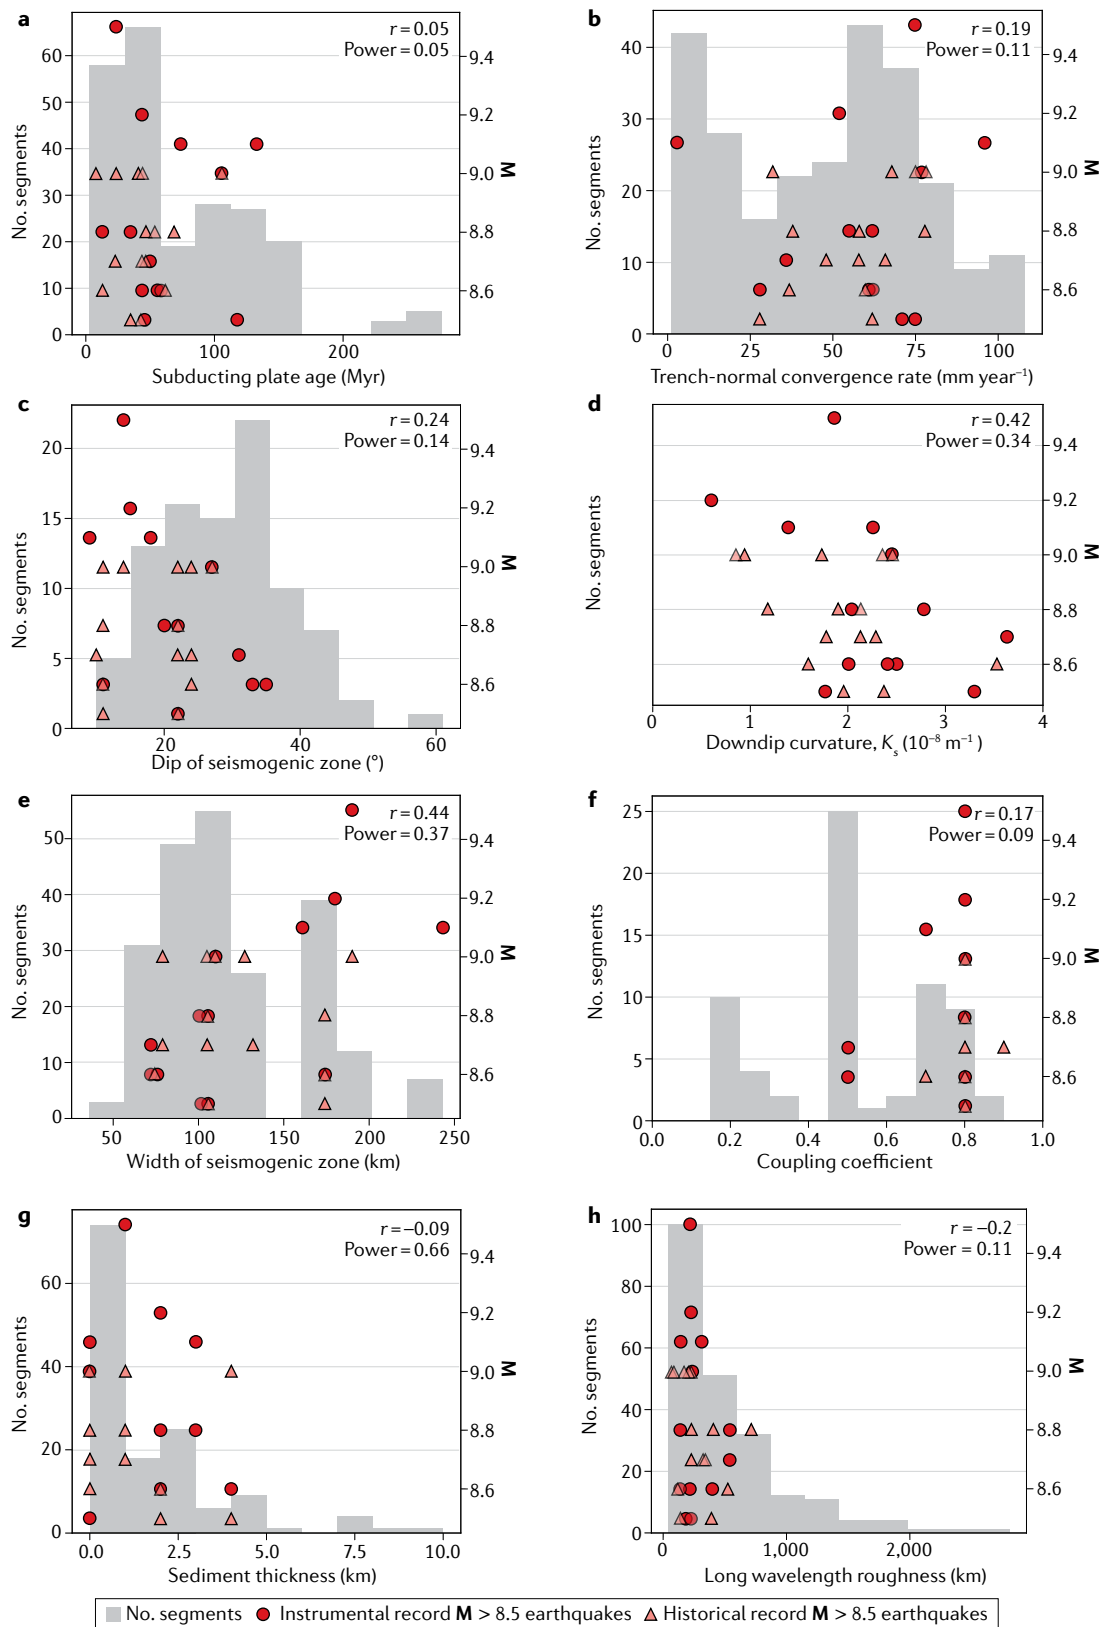 a
r = 0.05
Power = 0.05
No. segments
60
50
40
30
20
10
0
9.4
9.2
9.0
8.8
8.6
M
0
100
200
Subducting plate age (Myr)
b
r = 0.19
Power = 0.11
No. segments
40
30
20
10
0
9.4
9.2
9.0
8.8
8.6
M
0
25
50
75
100
Trench-normal convergence rate (mm year⁻¹)
c
r = 0.24
Power = 0.14
No. segments
20
15
10
5
0
9.4
9.2
9.0
8.8
8.6
M
20
40
60
Dip of seismogenic zone (°)
d
r = 0.42
Power = 0.34
No. segments
9.4
9.2
9.0
8.8
8.6
M
0
1
2
3
4
Downdip curvature, Kₛ (10⁻⁸ m⁻¹)
e
r = 0.44
Power = 0.37
No. segments
50
40
30
20
10
0
9.4
9.2
9.0
8.8
8.6
M
50
100
150
200
250
Width of seismogenic zone (km)
f
r = 0.17
Power = 0.09
No. segments
25
20
15
10
5
0
9.4
9.2
9.0
8.8
8.6
M
0.0
0.2
0.4
0.6
0.8
1.0
Coupling coefficient
g
r = −0.09
Power = 0.66
No. segments
60
40
20
0
9.4
9.2
9.0
8.8
8.6
M
0.0
2.5
5.0
7.5
10.0
Sediment thickness (km)
h
r = −0.2
Power = 0.11
No. segments
100
80
60
40
20
0
9.4
9.2
9.0
8.8
8.6
M
0
1,000
2,000
Long wavelength roughness (km)
No. segments Instrumental record M > 8.5 earthquakes Historical record M > 8.5 earthquakes